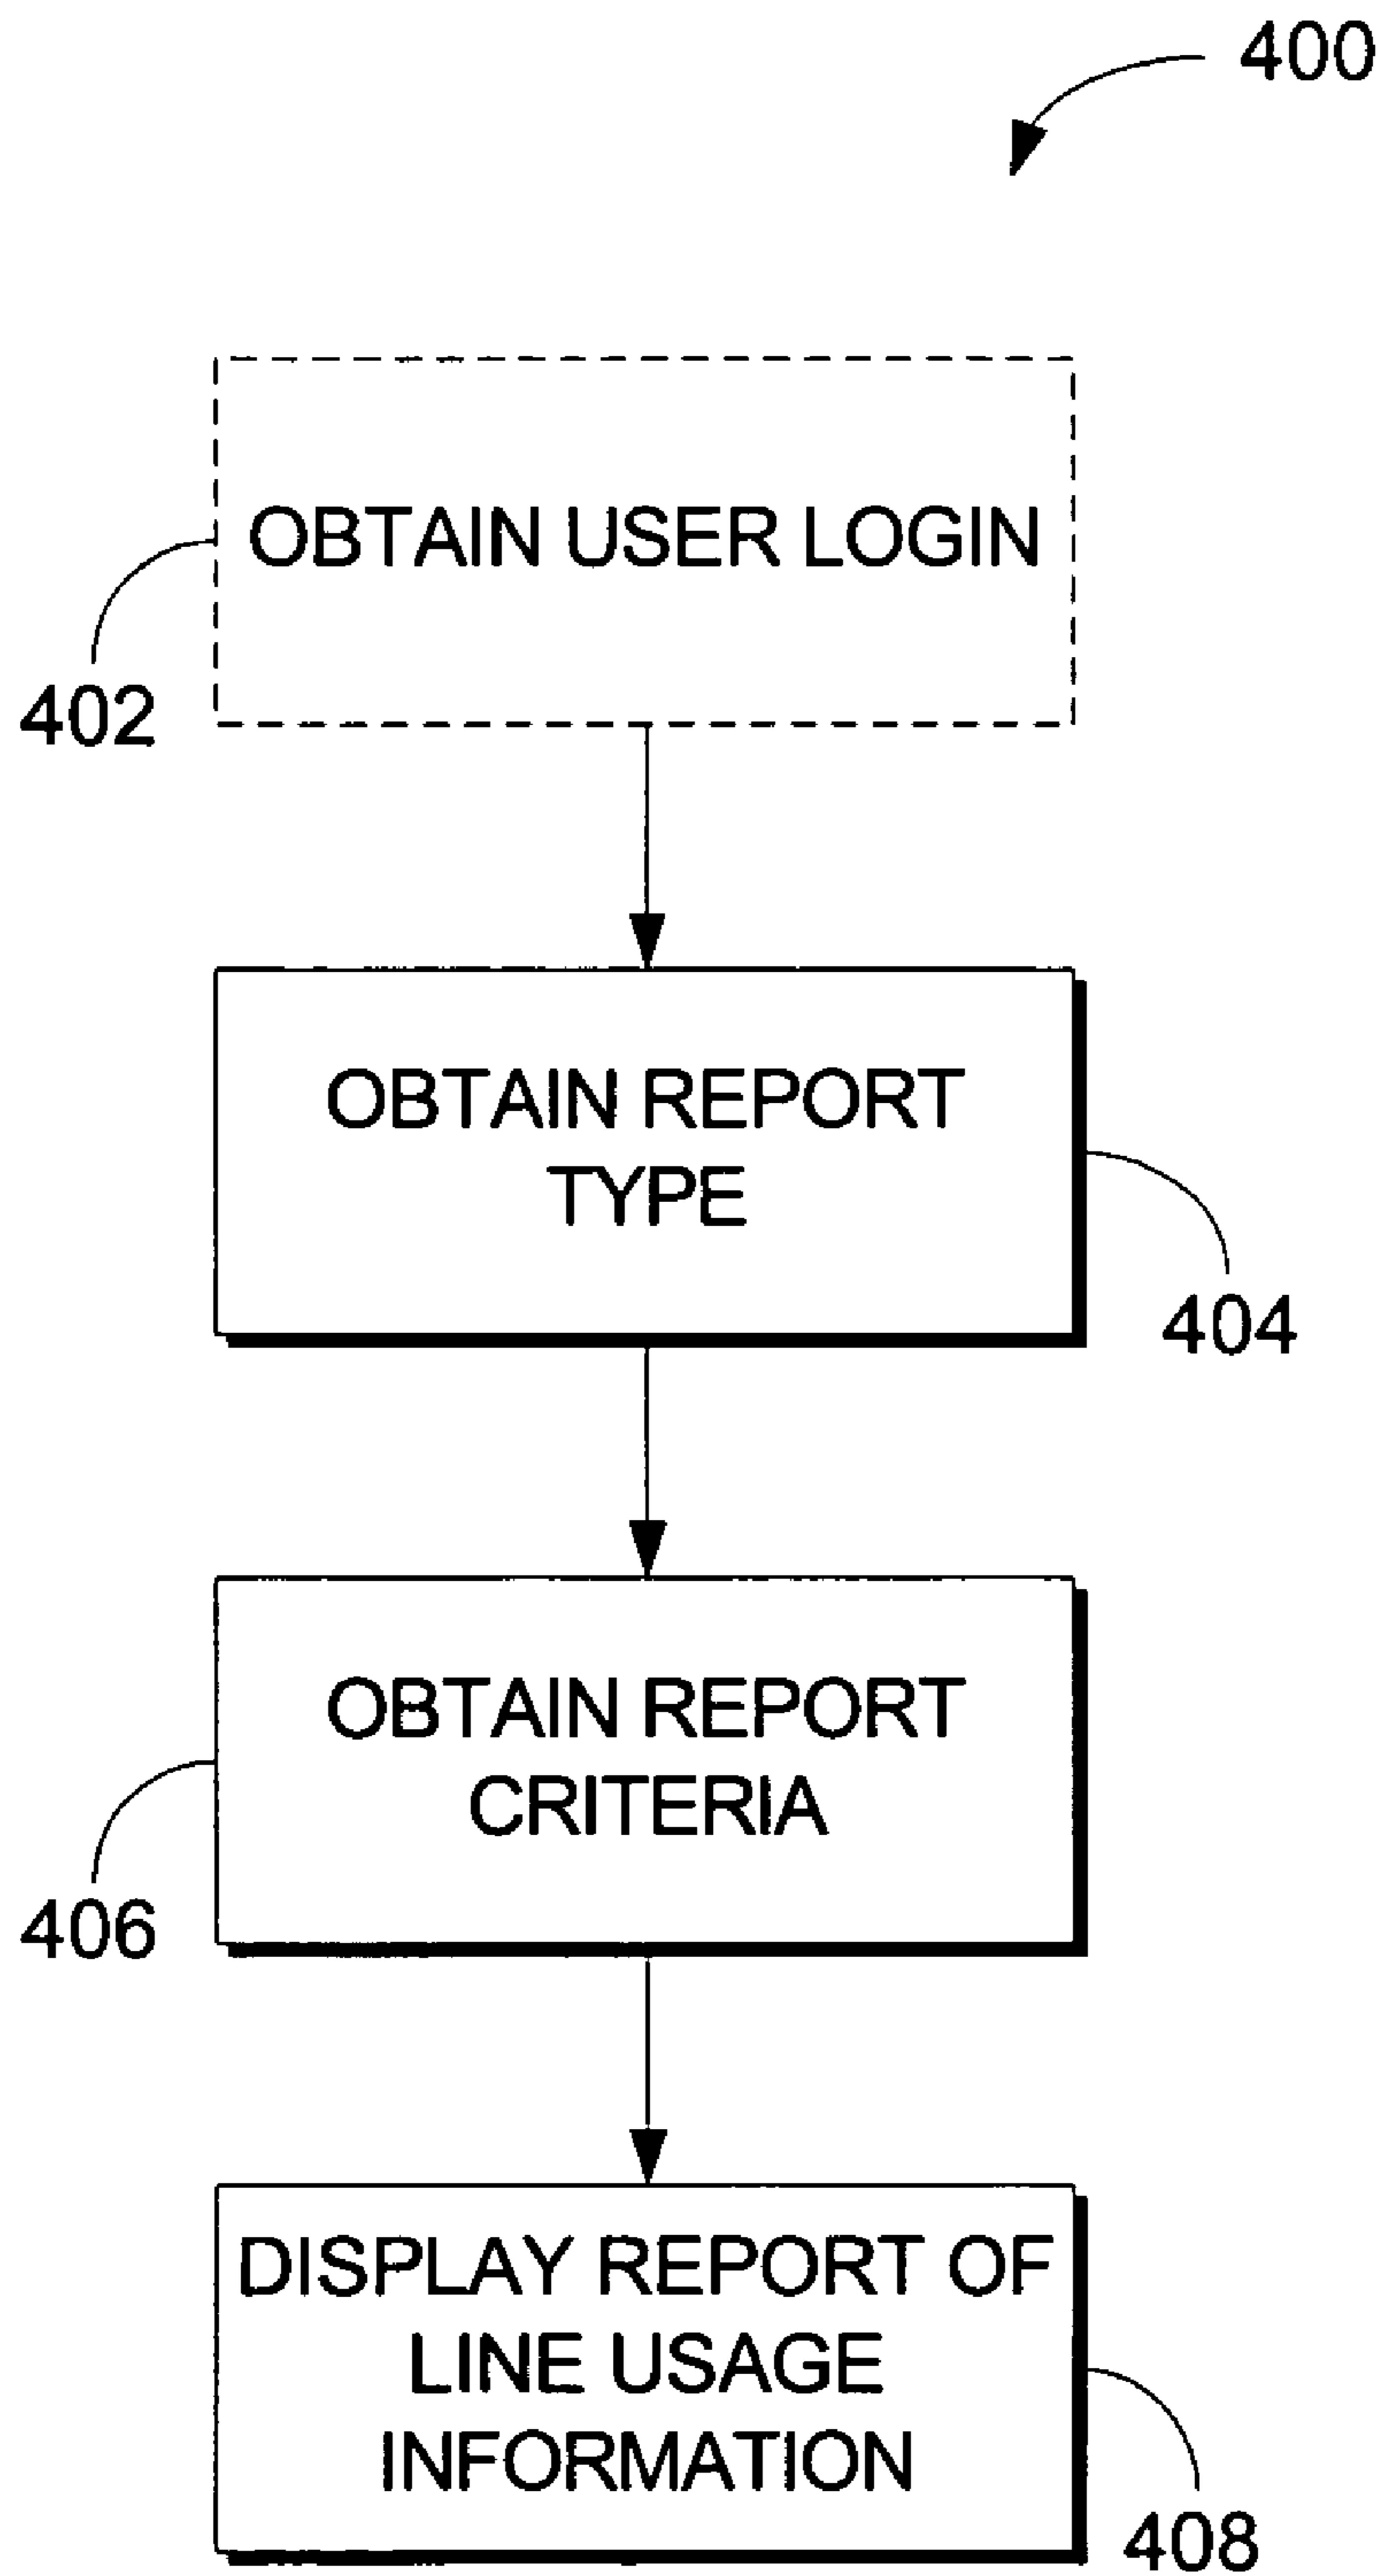 400
OBTAIN USER LOGIN
402
OBTAIN REPORT
TYPE
404
OBTAIN REPORT
CRITERIA
406
DISPLAY REPORT OF
LINE USAGE
INFORMATION
408